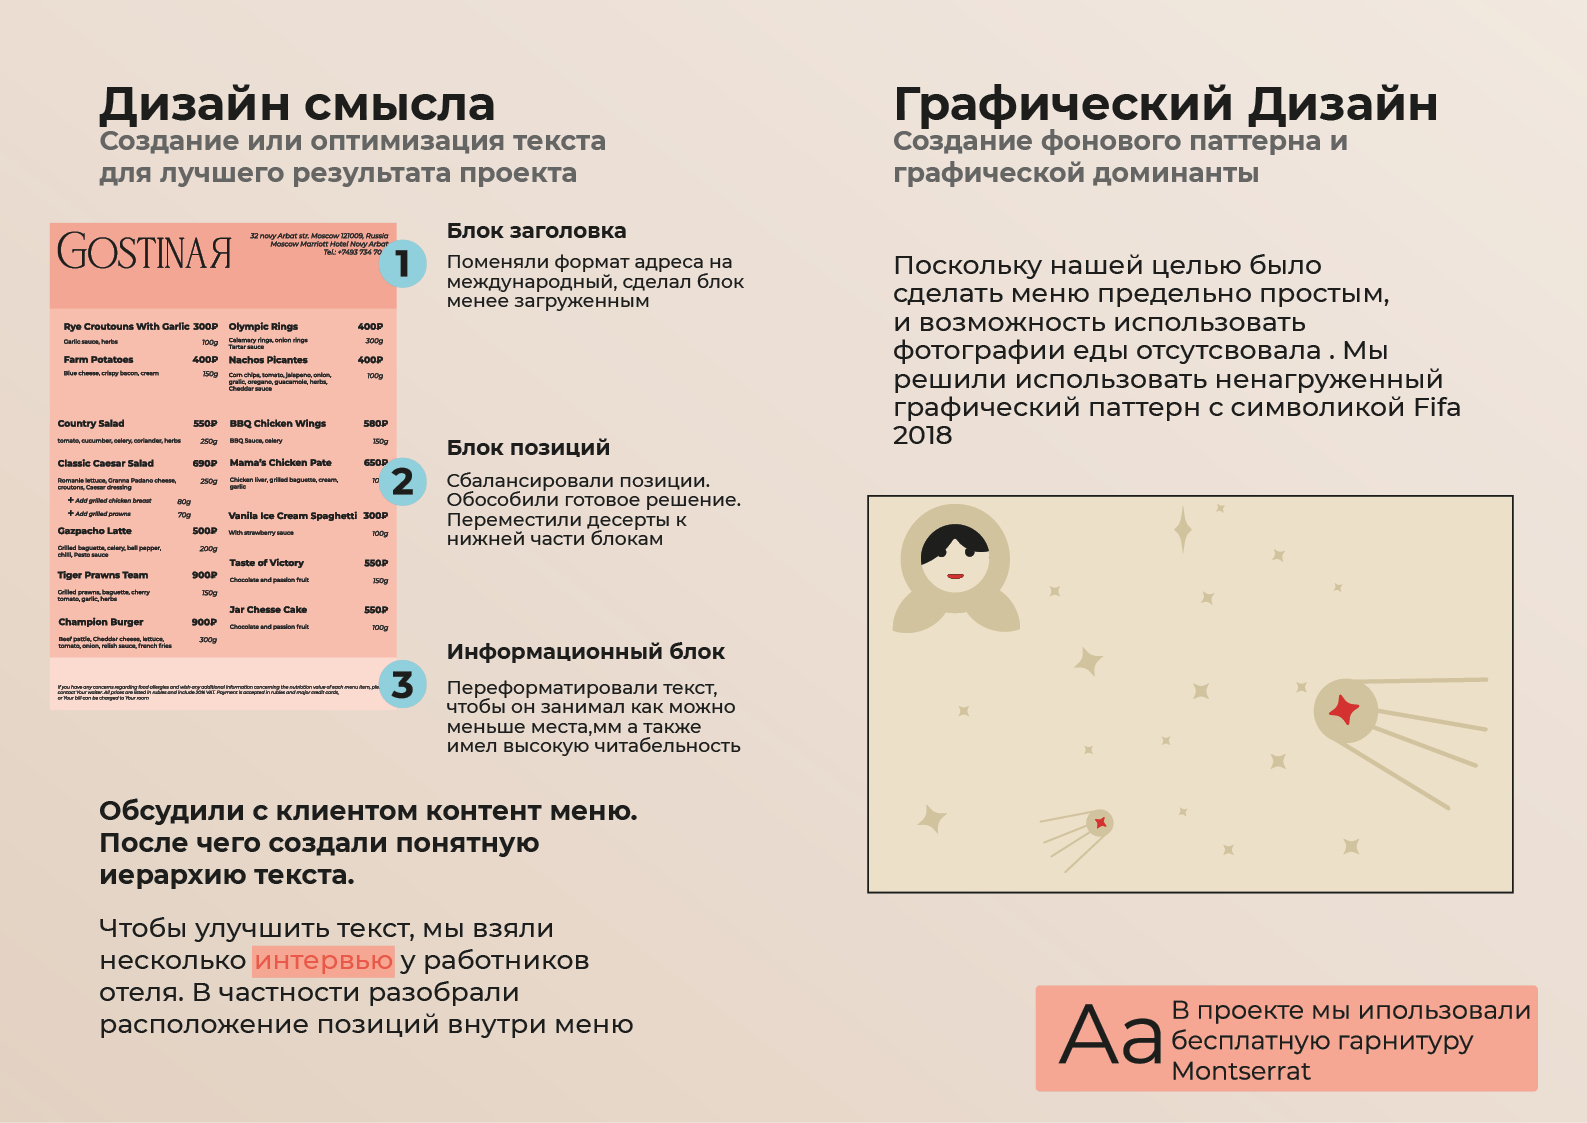 Дизайн смысла
Создание или оптимизация текста
для лучшего результата проекта
GOSTINAЯ
32 novy Arbat str. Moscow 121009, Russia
Moscow Marriott Hotel Novy Arbat
Tel.: +7493 734 70
Rye Croutouns With Garlic 300₽
Garlic sauce, herbs 100g
Farm Potatoes 400₽
Blue cheese, crispy bacon, cream 150g
Olympic Rings 400₽
Calamary rings, onion rings 300g
Tartar sauce
Nachos Picantes 400₽
Corn chips, tomato, jalapeno, onion, 100g
gralic, oregano, guacamole, herbs,
Cheddar sauce
Country Salad 550₽
tomato, cucumber, celery, coriander, herbs 250g
Classic Caesar Salad 690₽
Romanie lettuce, Granna Padano cheese, 250g
croutons, Caesar dressing
+ Add grilled chicken breast 80g
+ Add grilled prawns 70g
Gazpacho Latte 500₽
Grilled baguette, celery, bell pepper, 200g
chilli, Pesto sauce
Tiger Prawns Team 900₽
Grilled prawns, baguette, cherry 150g
tomato, garlic, herbs
Champion Burger 900₽
Beef pattie, Cheddar cheese, lettuce, 300g
tomato, onion, relish sauce, french fries
BBQ Chicken Wings 580₽
BBQ Sauce, celery 150g
Mama's Chicken Pate 650₽
Chicken liver, grilled baguette, cream, 10
garlic
Vanila Ice Cream Spaghetti 300₽
With strawberry sauce 100g
Taste of Victory 550₽
Chocolate and passion fruit 150g
Jar Chesse Cake 550₽
Chocolate and passion fruit 100g
If you have any concerns regarding food allergies and wish any additional information concerning the nutriation value of each menu item,
contact Your waiter. All prices are listed in rubles and include 20% VAT. Payment is accepted in rubles and major credit cards,
or Your bill can be charged to Your room
1
Блок заголовка
Поменяли формат адреса на
международный, сделал блок
менее загруженным
2
Блок позиций
Сбалансировали позиции.
Обособили готовое решение.
Переместили десерты к
нижней части блокам
3
Информационный блок
Переформатировали текст,
чтобы он занимал как можно
меньше места,мм а также
имел высокую читабельность
Обсудили с клиентом контент меню.
После чего создали понятную
иерархию текста.
Чтобы улучшить текст, мы взяли
несколько интервью у работников
отеля. В частности разобрали
расположение позиций внутри меню
Графический Дизайн
Создание фонового паттерна и
графической доминанты
Поскольку нашей целью было
сделать меню предельно простым,
и возможность использовать
фотографии еды отсутсвовала . Мы
решили использовать ненагруженный
графический паттерн с символикой Fifa
2018
Aa
В проекте мы ипользовали
бесплатную гарнитуру
Montserrat